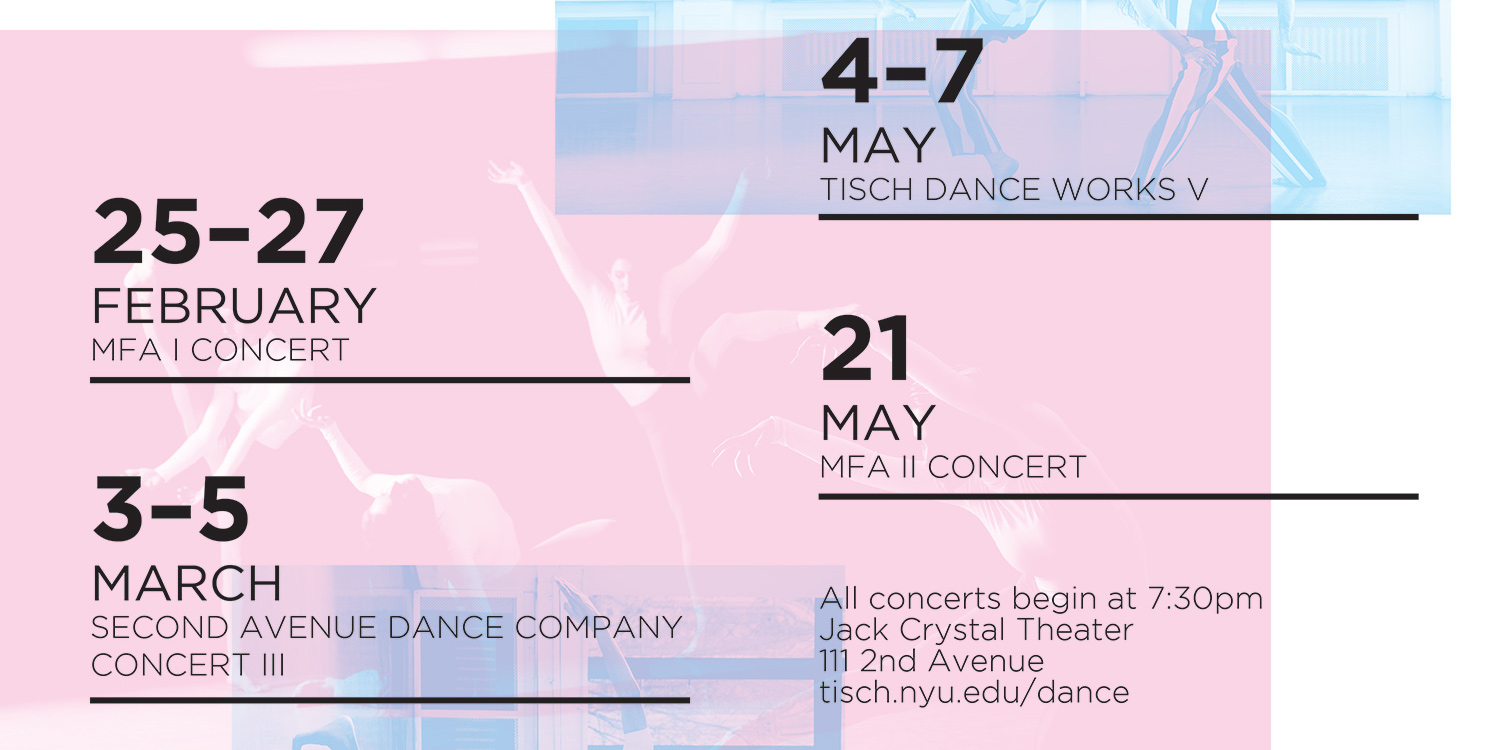 25–27
FEBRUARY
MFA I CONCERT
3–5
MARCH
SECOND AVENUE DANCE COMPANY
CONCERT III
4–7
MAY
TISCH DANCE WORKS V
21
MAY
MFA II CONCERT
All concerts begin at 7:30pm
Jack Crystal Theater
111 2nd Avenue
tisch.nyu.edu/dance